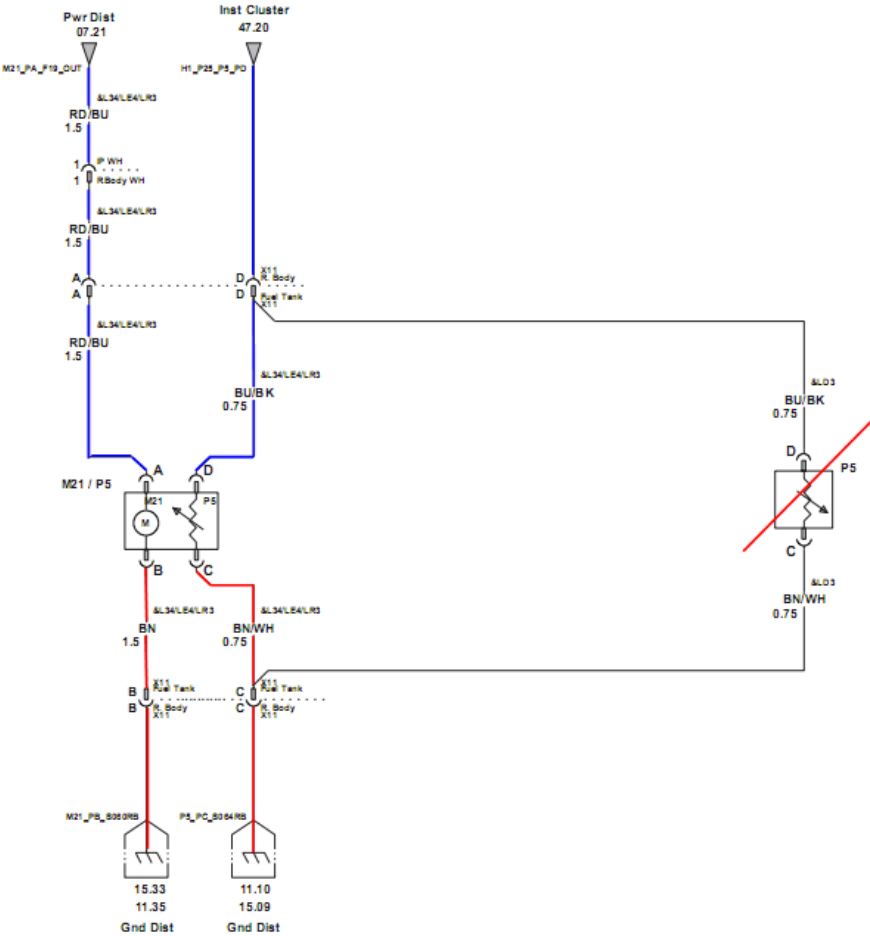 Pwr Dist
07.21
Inst Cluster
47.20
M21_PA_F19_OUT
H1_P25_P5_PD
&L34/LE4/LR3
RD/BU
1.5
1
IP WH
1
RBody WH
&L34/LE4/LR3
RD/BU
1.5
A
D
X11
R. Body
A
D
Fuel Tank
X11
&L34/LE4/LR3
RD/BU
1.5
&L34/LE4/LR3
BU/BK
0.75
&LD3
BU/BK
0.75
D
P5
C
A
D
M21 / P5
M21
P5
M
B
C
&LD3
BN/WH
0.75
&L34/LE4/LR3
BN
1.5
&L34/LE4/LR3
BN/WH
0.75
X11
B
Fuel Tank
B
R. Body
X11
X11
C
Fuel Tank
C
R. Body
X11
M21_PB_S080RB
P5_PC_S064RB
15.33
11.35
Gnd Dist
11.10
15.09
Gnd Dist